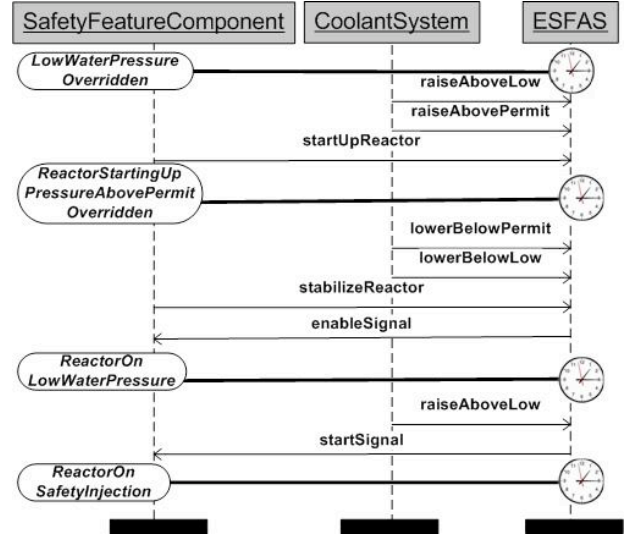 SafetyFeatureComponent CoolantSystem ESFAS
LowWaterPressure
Overridden
raiseAboveLow
raiseAbovePermit
startUpReactor
ReactorStartingUp
PressureAbovePermit
Overridden
lowerBelowPermit
lowerBelowLow
stabilizeReactor
enableSignal
ReactorOn
LowWaterPressure
raiseAboveLow
startSignal
ReactorOn
SafetyInjection